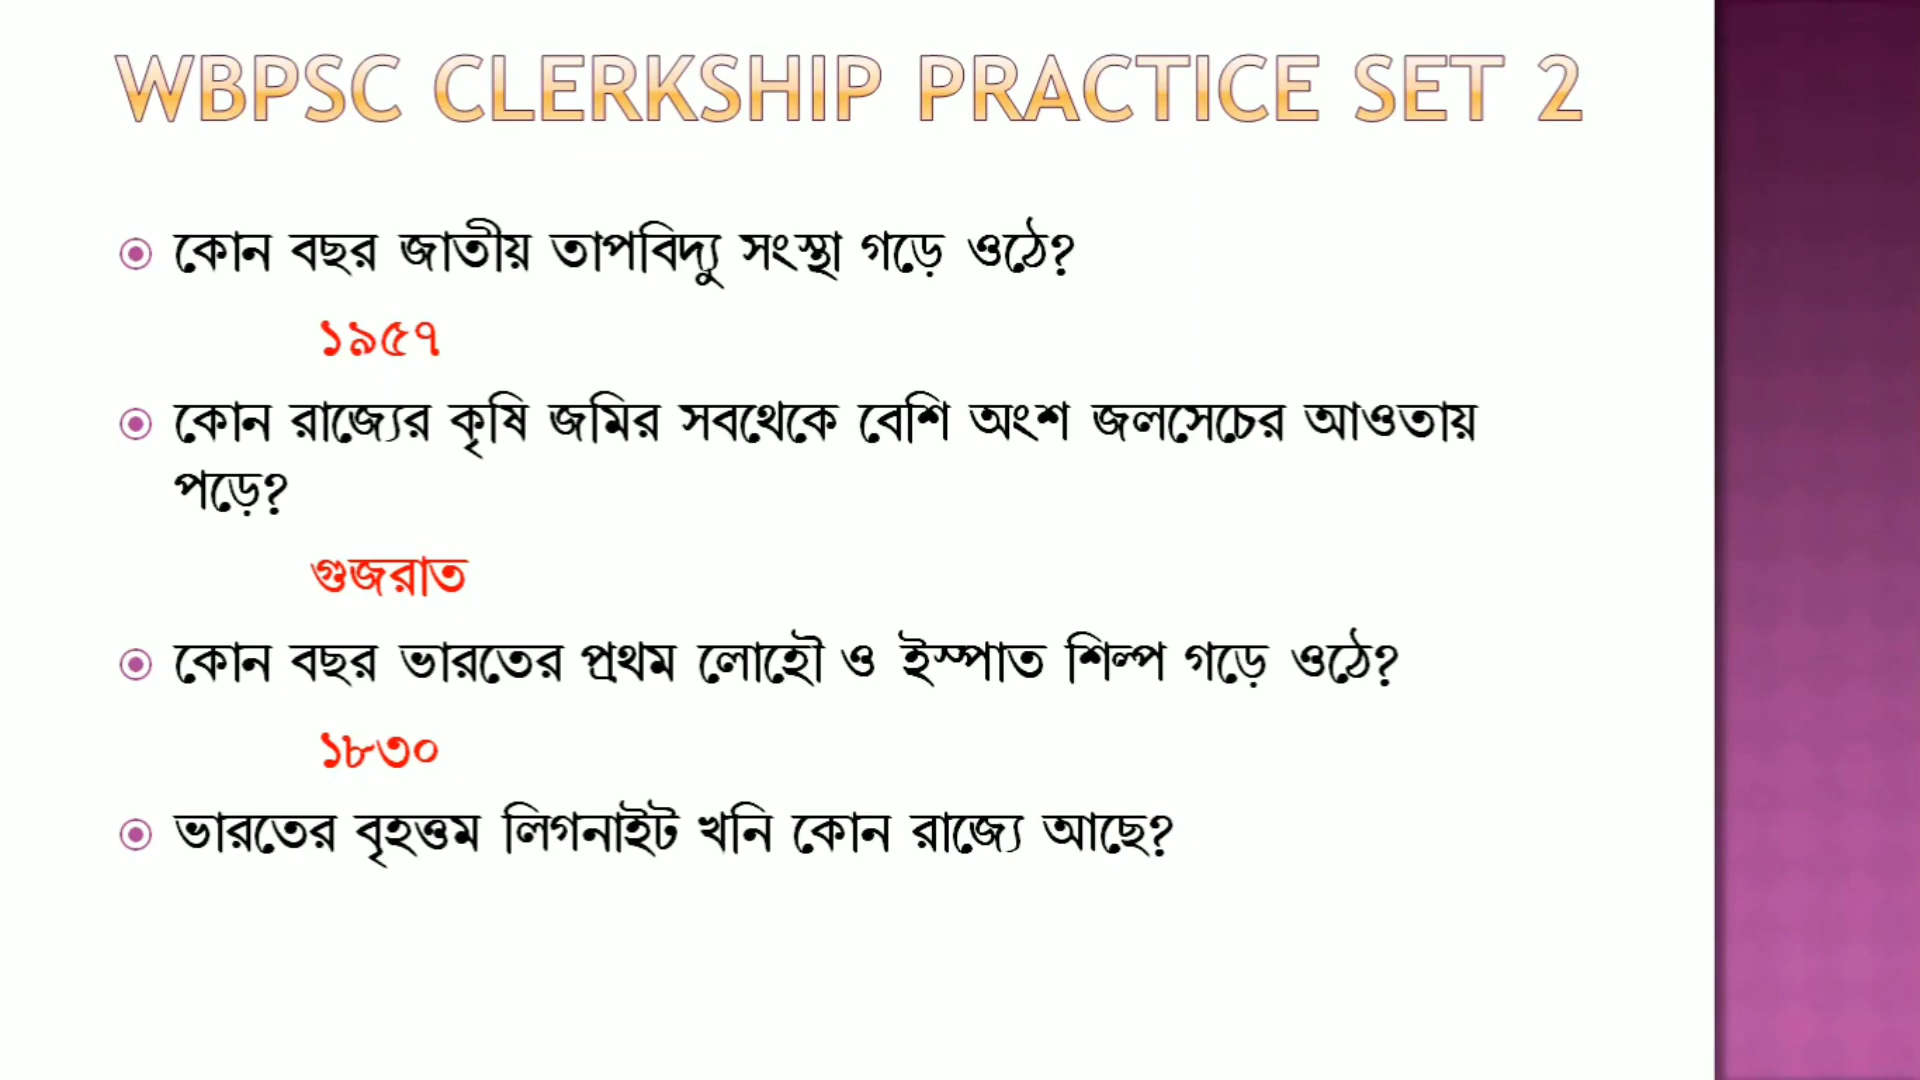 WBPSC CLERKSHIP PRACTICE SET 2
কোন বছর জাতীয় তাপবিদ্যু সংস্থা গড়ে ওঠে?
১৯৫৭
কোন রাজ্যের কৃষি জমির সবথেকে বেশি অংশ জলসেচের আওতায়
পড়ে?
গুজরাত
কোন বছর ভারতের প্রথম লোহৌ ও ইস্পাত শিল্প গড়ে ওঠে?
১৮৩০
ভারতের বৃহত্তম লিগনাইট খনি কোন রাজ্যে আছে?